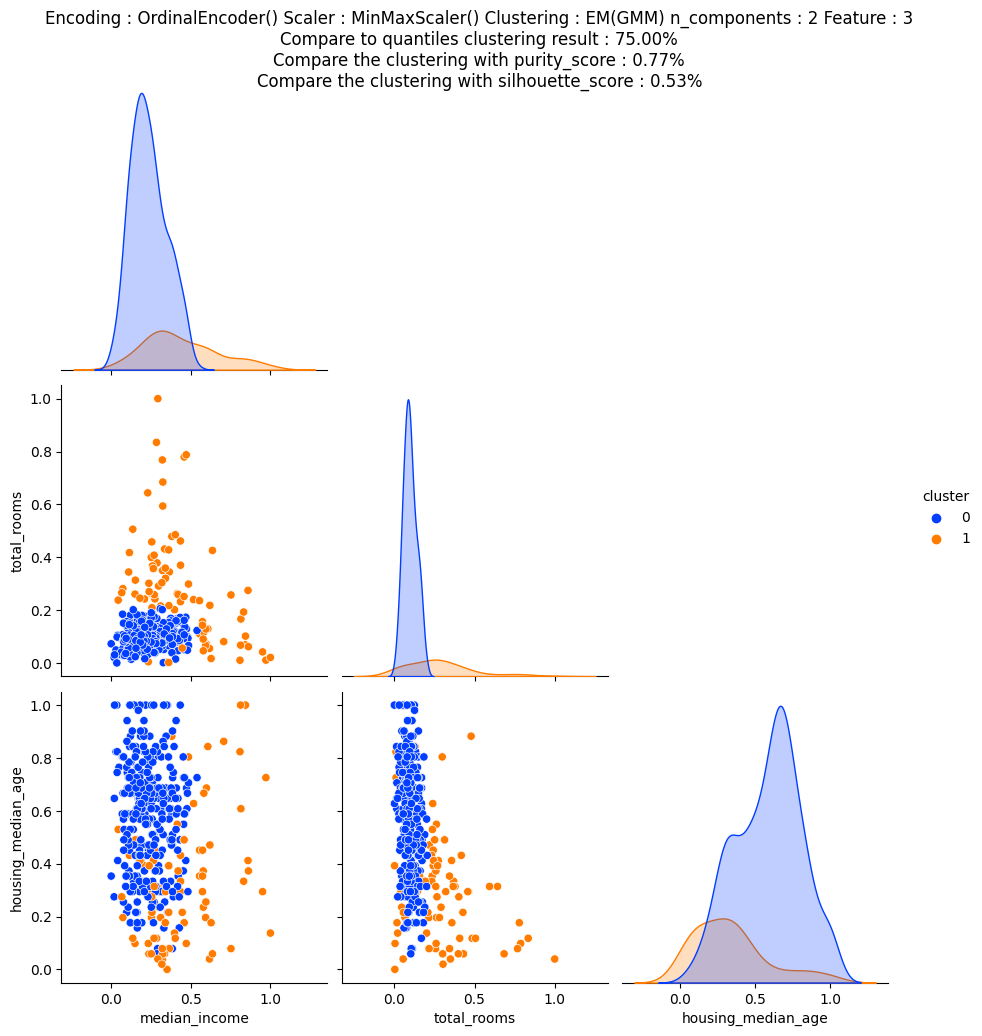 Encoding : OrdinalEncoder() Scaler : MinMaxScaler() Clustering : EM(GMM) n_components : 2 Feature : 3
Compare to quantiles clustering result : 75.00%
Compare the clustering with purity_score : 0.77%
Compare the clustering with silhouette_score : 0.53%
1.0
0.8
0.6
0.4
0.2
0.0
total_rooms
cluster
0
1
1.0
0.8
0.6
0.4
0.2
0.0
housing_median_age
0.0 0.5 1.0
median_income
0.0 0.5 1.0
total_rooms
0.0 0.5 1.0
housing_median_age